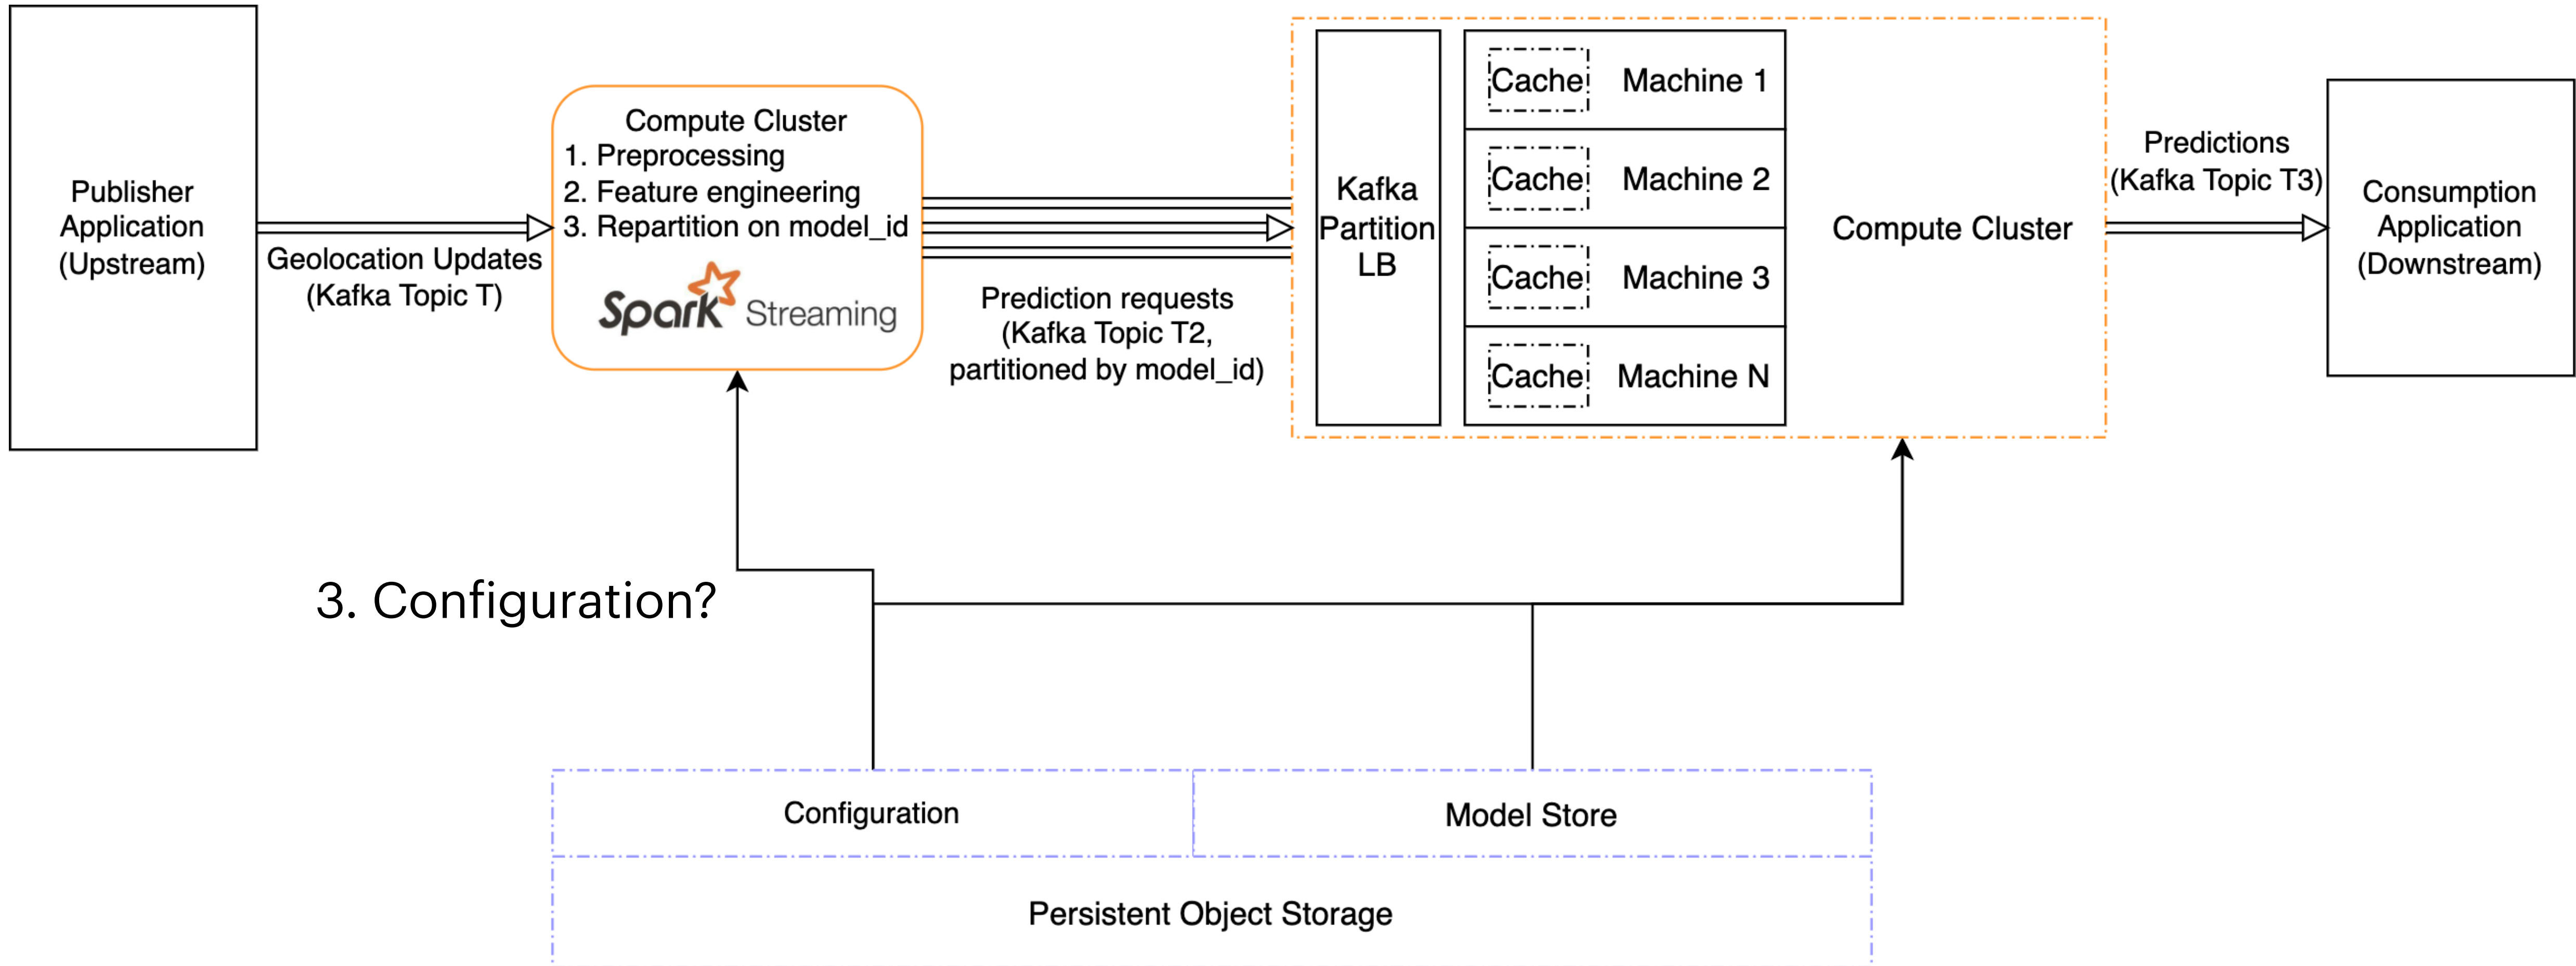 Publisher
Application
(Upstream)
Geolocation Updates
(Kafka Topic T)
Compute Cluster
1. Preprocessing
2. Feature engineering
3. Repartition on model_id
Spark Streaming
Prediction requests
(Kafka Topic T2,
partitioned by model_id)
Kafka
Partition
LB
Cache Machine 1
Cache Machine 2
Cache Machine 3
Cache Machine N
Compute Cluster
Predictions
(Kafka Topic T3)
Consumption
Application
(Downstream)
3. Configuration?
Configuration
Model Store
Persistent Object Storage